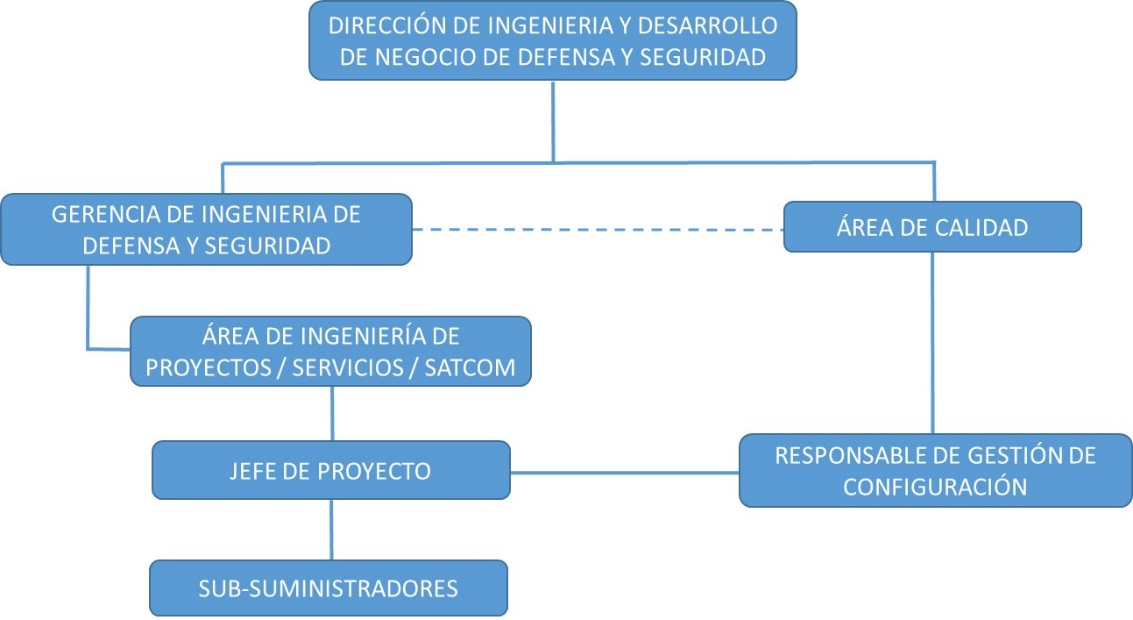 DIRECCIÓN DE INGENIERIA Y DESARROLLO
DE NEGOCIO DE DEFENSA Y SEGURIDAD
GERENCIA DE INGENIERIA DE
DEFENSA Y SEGURIDAD
ÁREA DE CALIDAD
ÁREA DE INGENIERÍA DE
PROYECTOS / SERVICIOS / SATCOM
JEFE DE PROYECTO
RESPONSABLE DE GESTIÓN DE
CONFIGURACIÓN
SUB-SUMINISTRADORES